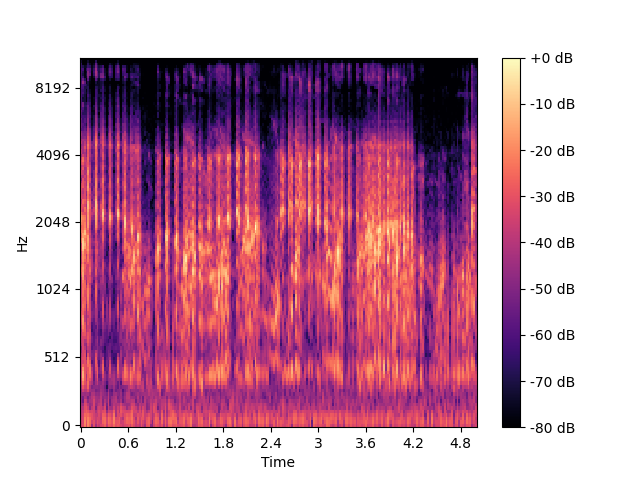 8192
4096
2048
1024
512
0
Hz
0 0.6 1.2 1.8 2.4 3 3.6 4.2 4.8
Time
+0 dB
-10 dB
-20 dB
-30 dB
-40 dB
-50 dB
-60 dB
-70 dB
-80 dB